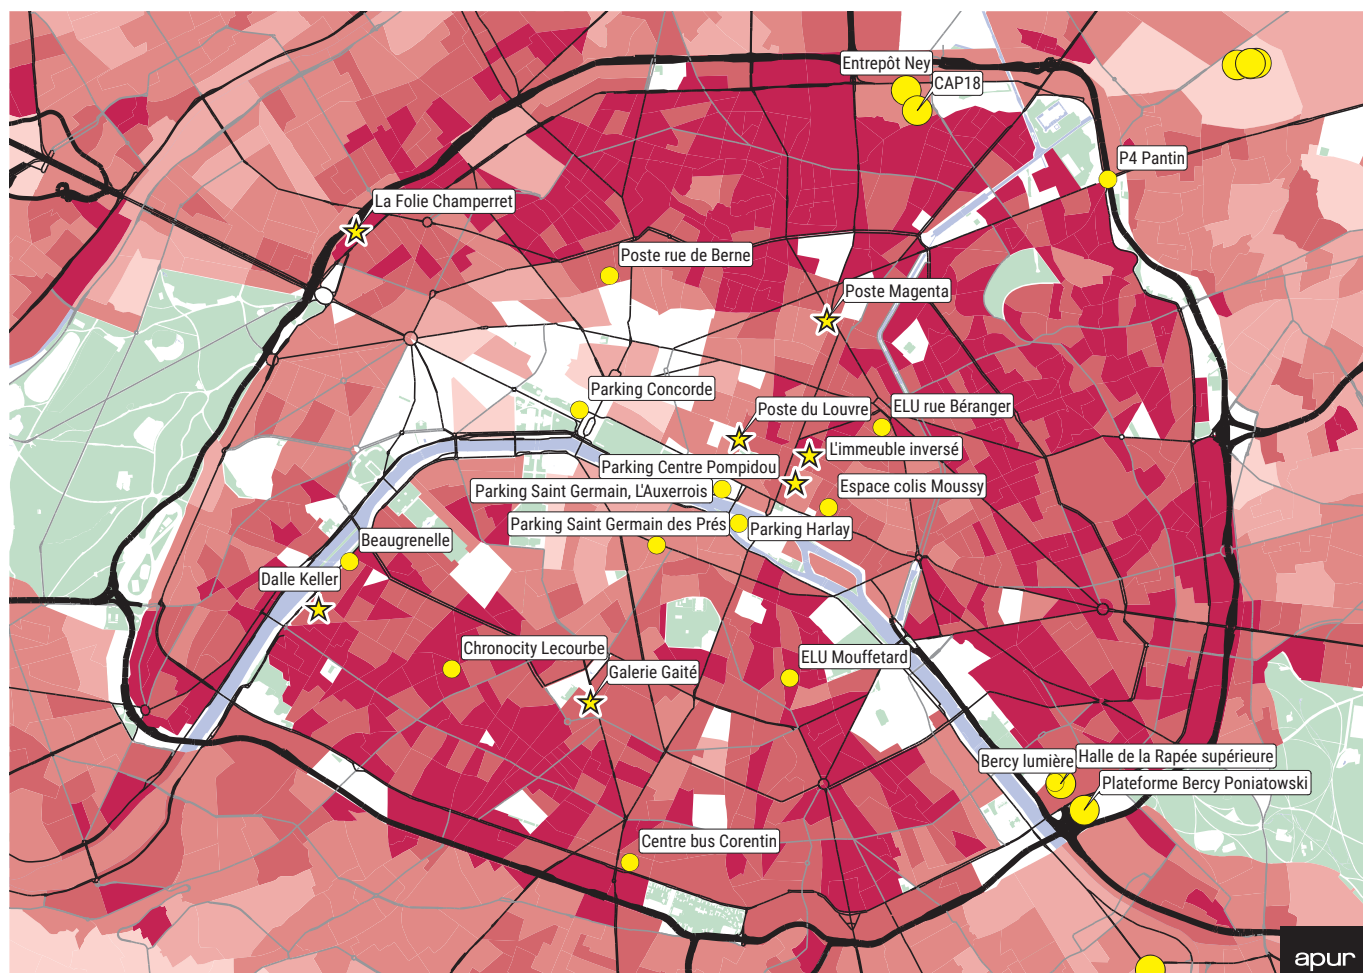 Entrepôt Ney
CAP18
P4 Pantin
La Folie Champerret
Poste rue de Berne
Poste Magenta
Parking Concorde
Poste du Louvre
ELU rue Béranger
L'immeuble inversé
Parking Centre Pompidou
Parking Saint Germain, L'Auxerrois
Espace colis Moussy
Parking Saint Germain des Prés
Parking Harlay
Beaugrenelle
Dalle Keller
Chronocity Lecourbe
Galerie Gaité
ELU Mouffetard
Bercy lumière
Halle de la Rapée supérieure
Plateforme Bercy Poniatowski
Centre bus Corentin
apur